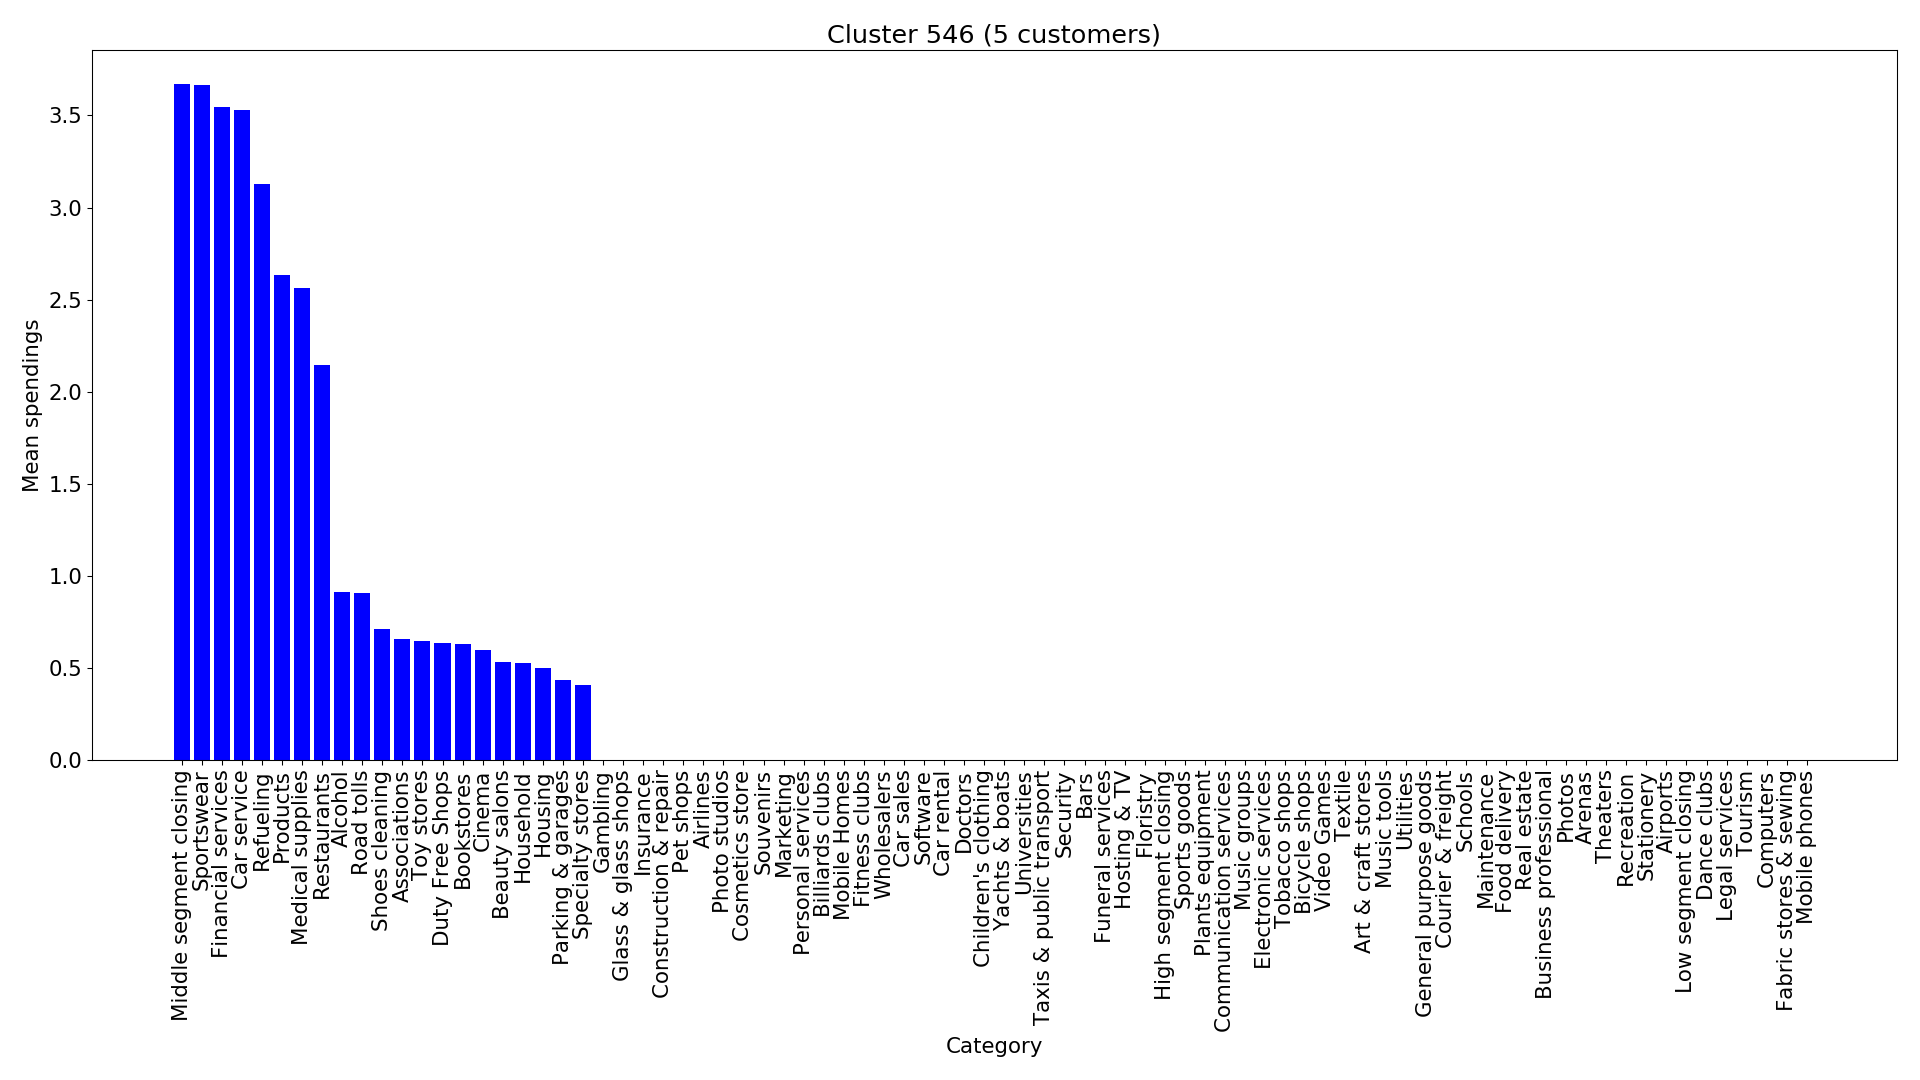 Cluster 546 (5 customers)
Mean spendings
3.5
3.0
2.5
2.0
1.5
1.0
0.5
0.0
Middle segment closing
Sportswear
Financial services
Car service
Refueling
Products
Medical supplies
Restaurants
Alcohol
Road tolls
Shoes cleaning
Associations
Toy stores
Duty Free Shops
Bookstores
Cinema
Beauty salons
Household
Housing
Parking & garages
Specialty stores
Gambling
Glass & glass shops
Insurance
Construction & repair
Pet shops
Airlines
Photo studios
Cosmetics store
Souvenirs
Marketing
Personal services
Billiards clubs
Mobile Homes
Fitness clubs
Wholesalers
Car sales
Software
Car rental
Doctors
Children's clothing
Yachts & boats
Universities
Taxis & public transport
Security
Bars
Funeral services
Hosting & TV
Floristry
High segment closing
Sports goods
Plants equipment
Communication services
Music groups
Electronic services
Tobacco shops
Bicycle shops
Video Games
Textile
Art & craft stores
Music tools
Utilities
General purpose goods
Courier & freight
Schools
Maintenance
Food delivery
Real estate
Business professional
Photos
Arenas
Theaters
Recreation
Stationery
Airports
Low segment closing
Dance clubs
Legal services
Tourism
Computers
Fabric stores & sewing
Mobile phones
Category